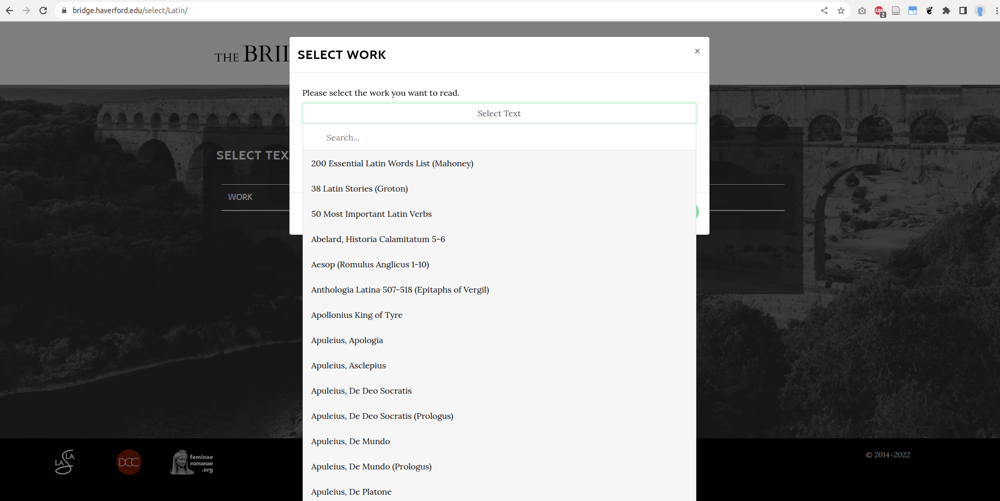 bridge.haverford.edu/select/Latin/
ABP
2
THE BRID
SELECT WORK
×
Please select the work you want to read.
Select Text
Search...
SELECT TEX
WORK
200 Essential Latin Words List (Mahoney)
38 Latin Stories (Groton)
50 Most Important Latin Verbs
Abelard, Historia Calamitatum 5-6
Aesop (Romulus Anglicus 1-10)
Anthologia Latina 507-518 (Epitaphs of Vergil)
Apollonius King of Tyre
Apuleius, Apologia
Apuleius, Asclepius
Apuleius, De Deo Socratis
Apuleius, De Deo Socratis (Prologus)
Apuleius, De Mundo
Apuleius, De Mundo (Prologus)
Apuleius, De Platone
LASLA
DCC
feminae
romanae
.org
© 2014–2022